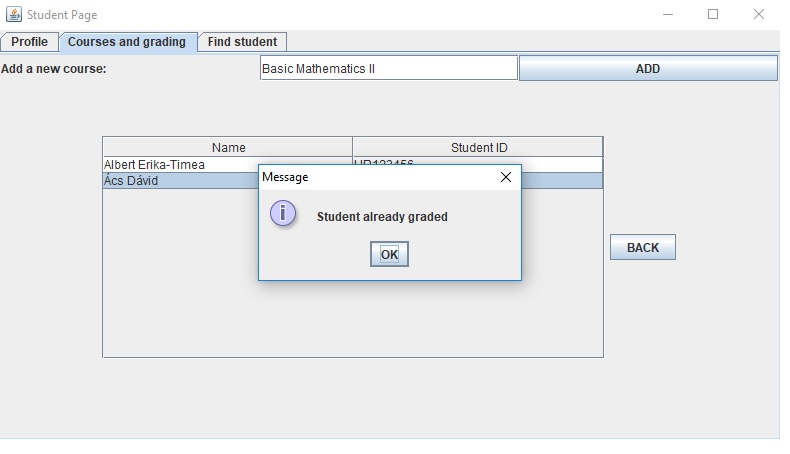 Student Page
Profile Courses and grading Find student
Add a new course: Basic Mathematics II ADD
Name Student ID
Albert Erika-Timea
Message
Ács Dávid
Student already graded
OK
BACK